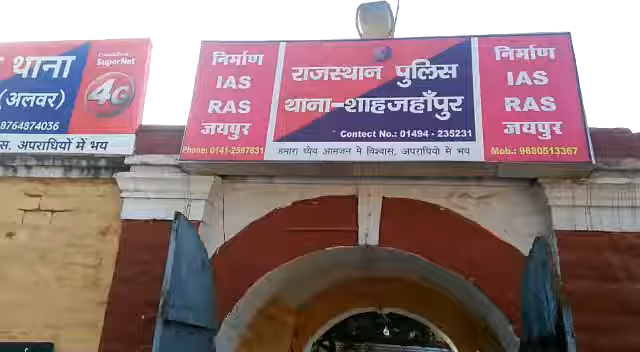 थाना
(अलवर)
8764874036
स, अपराधियों में भय
SuperNet
4G
निर्माण
IAS
RAS
जयपुर
Phone: 0141-2597831
राजस्थान पुलिस
थाना-शाहजहाँपुर
Contect No.: 01494 - 235231
हमारा ध्येय आमजन मे विश्वास, अपराधियो मे भय
निर्माण
IAS
RAS
जयपुर
Mob.: 9680513367